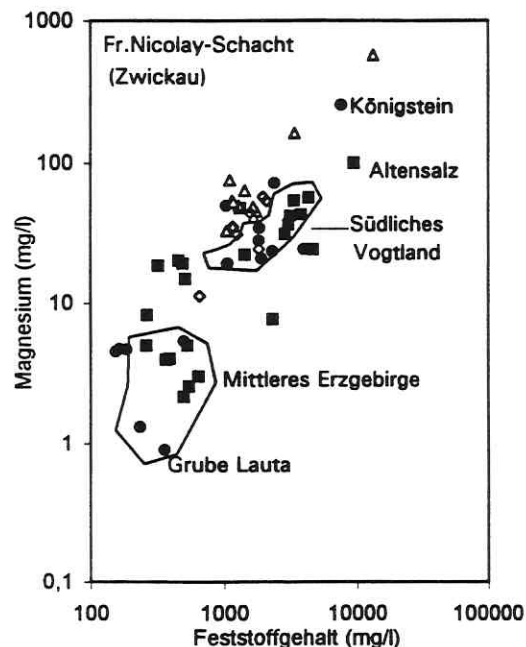 1000
Fr.Nicolay-Schacht
(Zwickau)
Königstein
100
Altensalz
Südliches
Vogtland
Magnesium (mg/l)
10
Mittleres Erzgebirge
1
Grube Lauta
0,1
100
1000
10000
100000
Feststoffgehalt (mg/l)